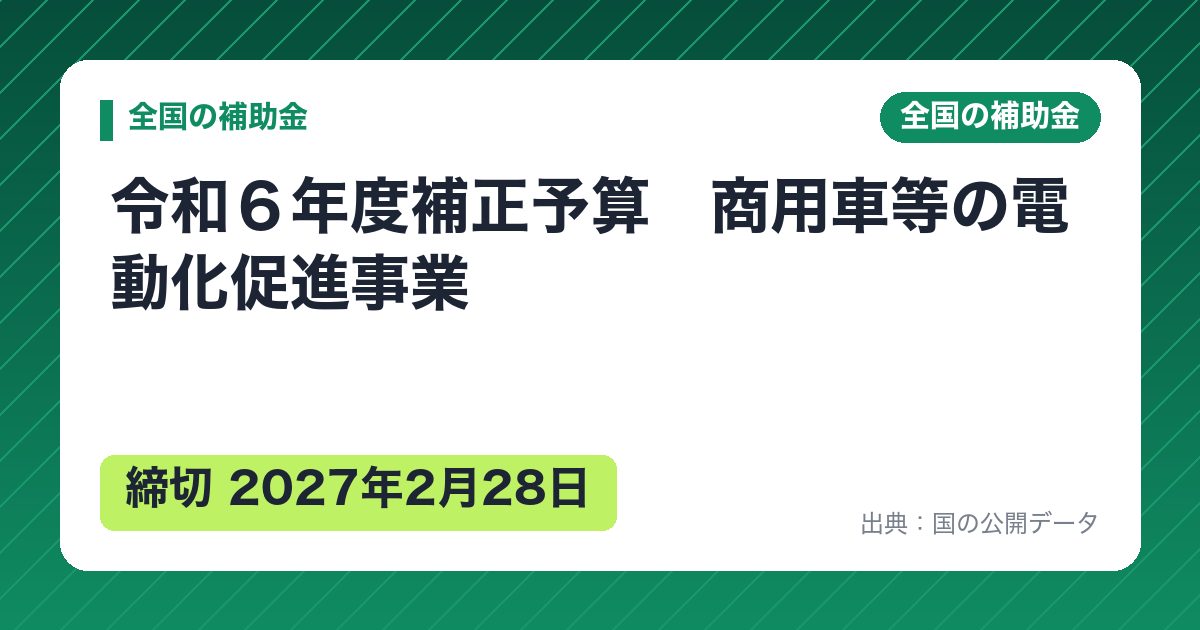 全国の補助金
全国の補助金
令和６年度補正予算　商用車等の電
動化促進事業
締切 2027年2月28日
出典：国の公開データ